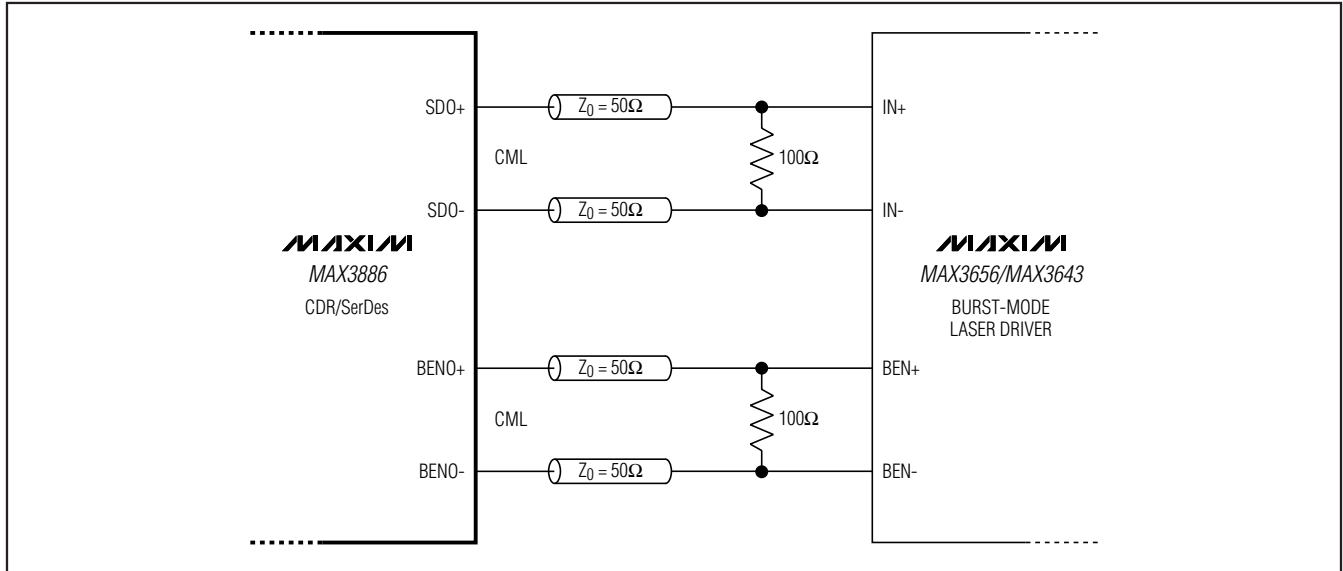 SDO+
Z0 = 50Ω
IN+
CML
100Ω
SDO-
Z0 = 50Ω
IN-
MAXIM
MAX3886
CDR/SerDes
MAXIM
MAX3656/MAX3643
BURST-MODE
LASER DRIVER
BENO+
Z0 = 50Ω
BEN+
CML
100Ω
BENO-
Z0 = 50Ω
BEN-